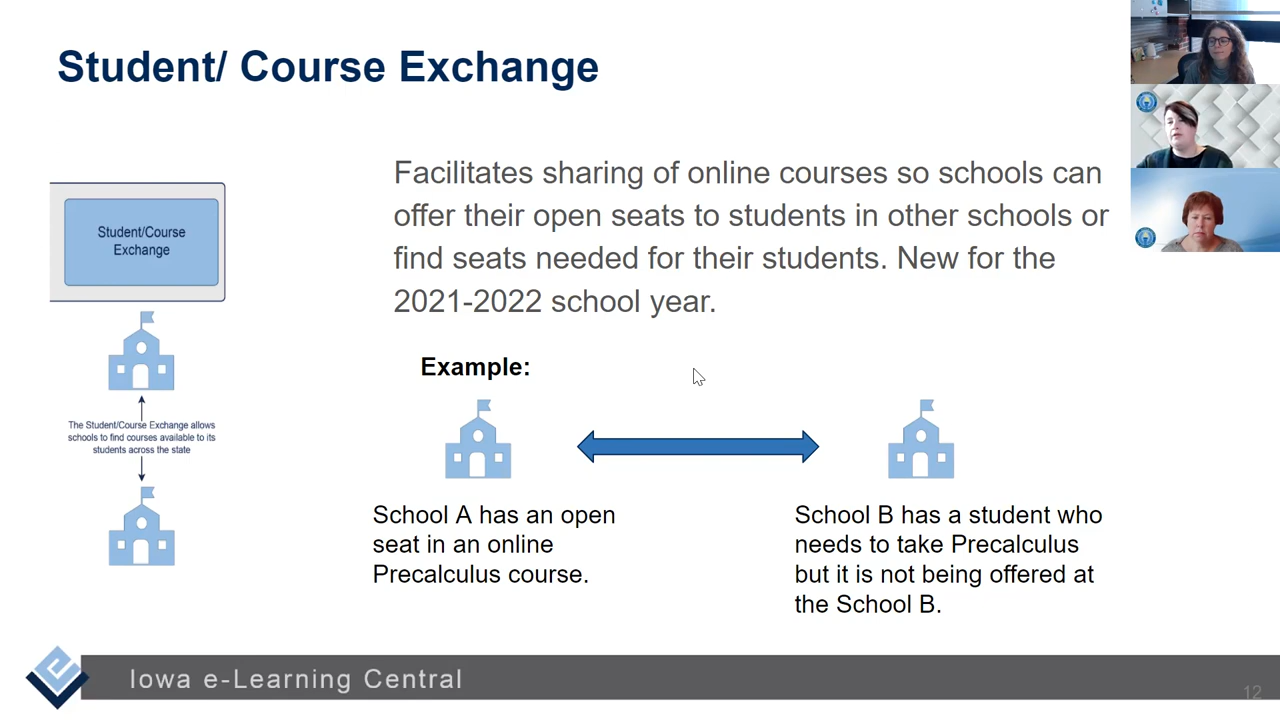 Student/ Course Exchange
Student/Course
Exchange
The Student/Course Exchange allows
schools to find courses available to its
students across the state
Facilitates sharing of online courses so schools can
offer their open seats to students in other schools or
find seats needed for their students. New for the
2021-2022 school year.
Example:
School A has an open
seat in an online
Precalculus course.
School B has a student who
needs to take Precalculus
but it is not being offered at
the School B.
Iowa e-Learning Central
12